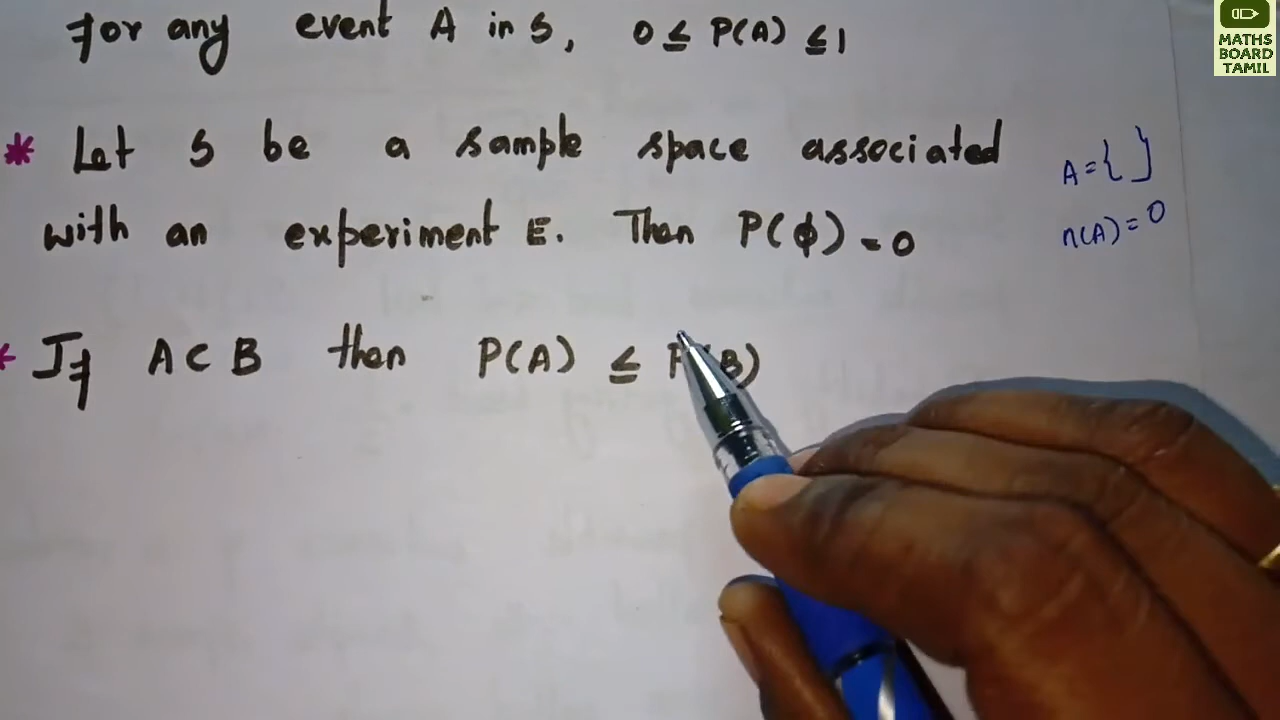 For any event A in S, 0 ≤ P(A) ≤ 1
* Let S be a sample space associated
with an experiment E. Then P(ϕ) = 0
* If A ⊂ B then P(A) ≤ P(B)
A = { }
n(A) = 0
MATHS
BOARD
TAMIL